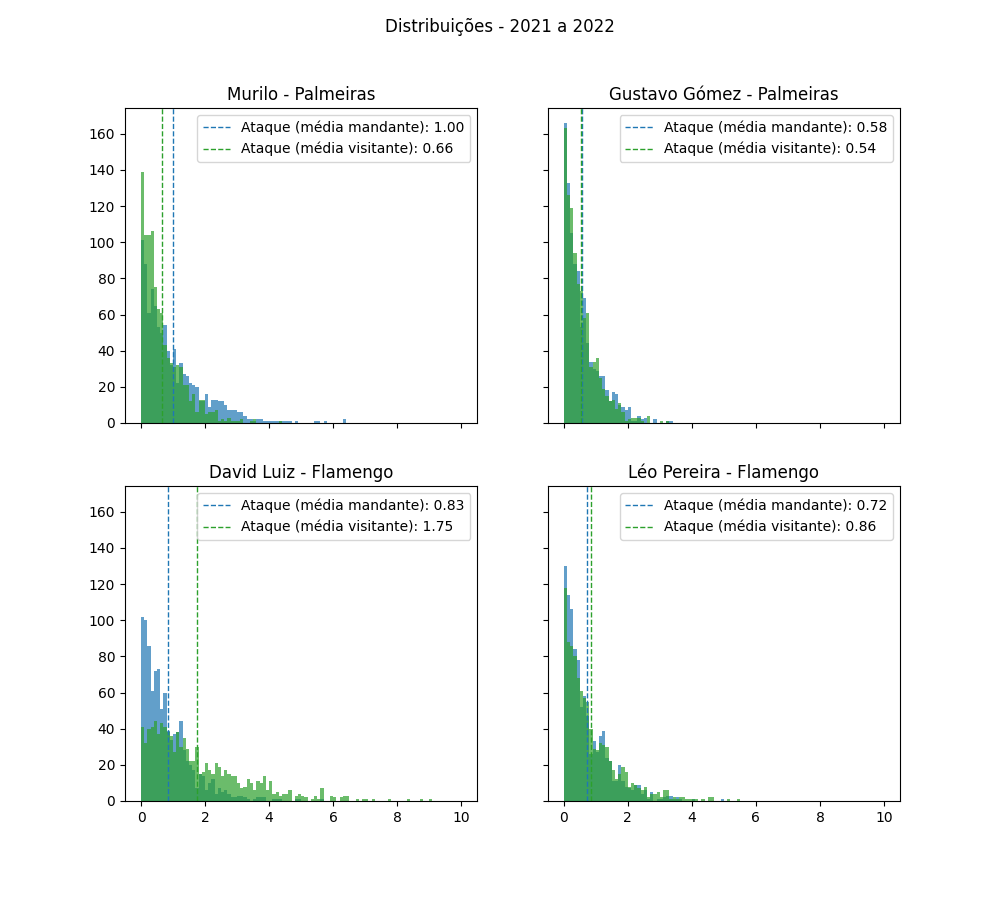 Distribuições - 2021 a 2022
Murilo - Palmeiras
Ataque (média mandante): 1.00
Ataque (média visitante): 0.66
160
140
120
100
80
60
40
20
0
Gustavo Gómez - Palmeiras
Ataque (média mandante): 0.58
Ataque (média visitante): 0.54
David Luiz - Flamengo
Ataque (média mandante): 0.83
Ataque (média visitante): 1.75
160
140
120
100
80
60
40
20
0
0 2 4 6 8 10
Léo Pereira - Flamengo
Ataque (média mandante): 0.72
Ataque (média visitante): 0.86
0 2 4 6 8 10